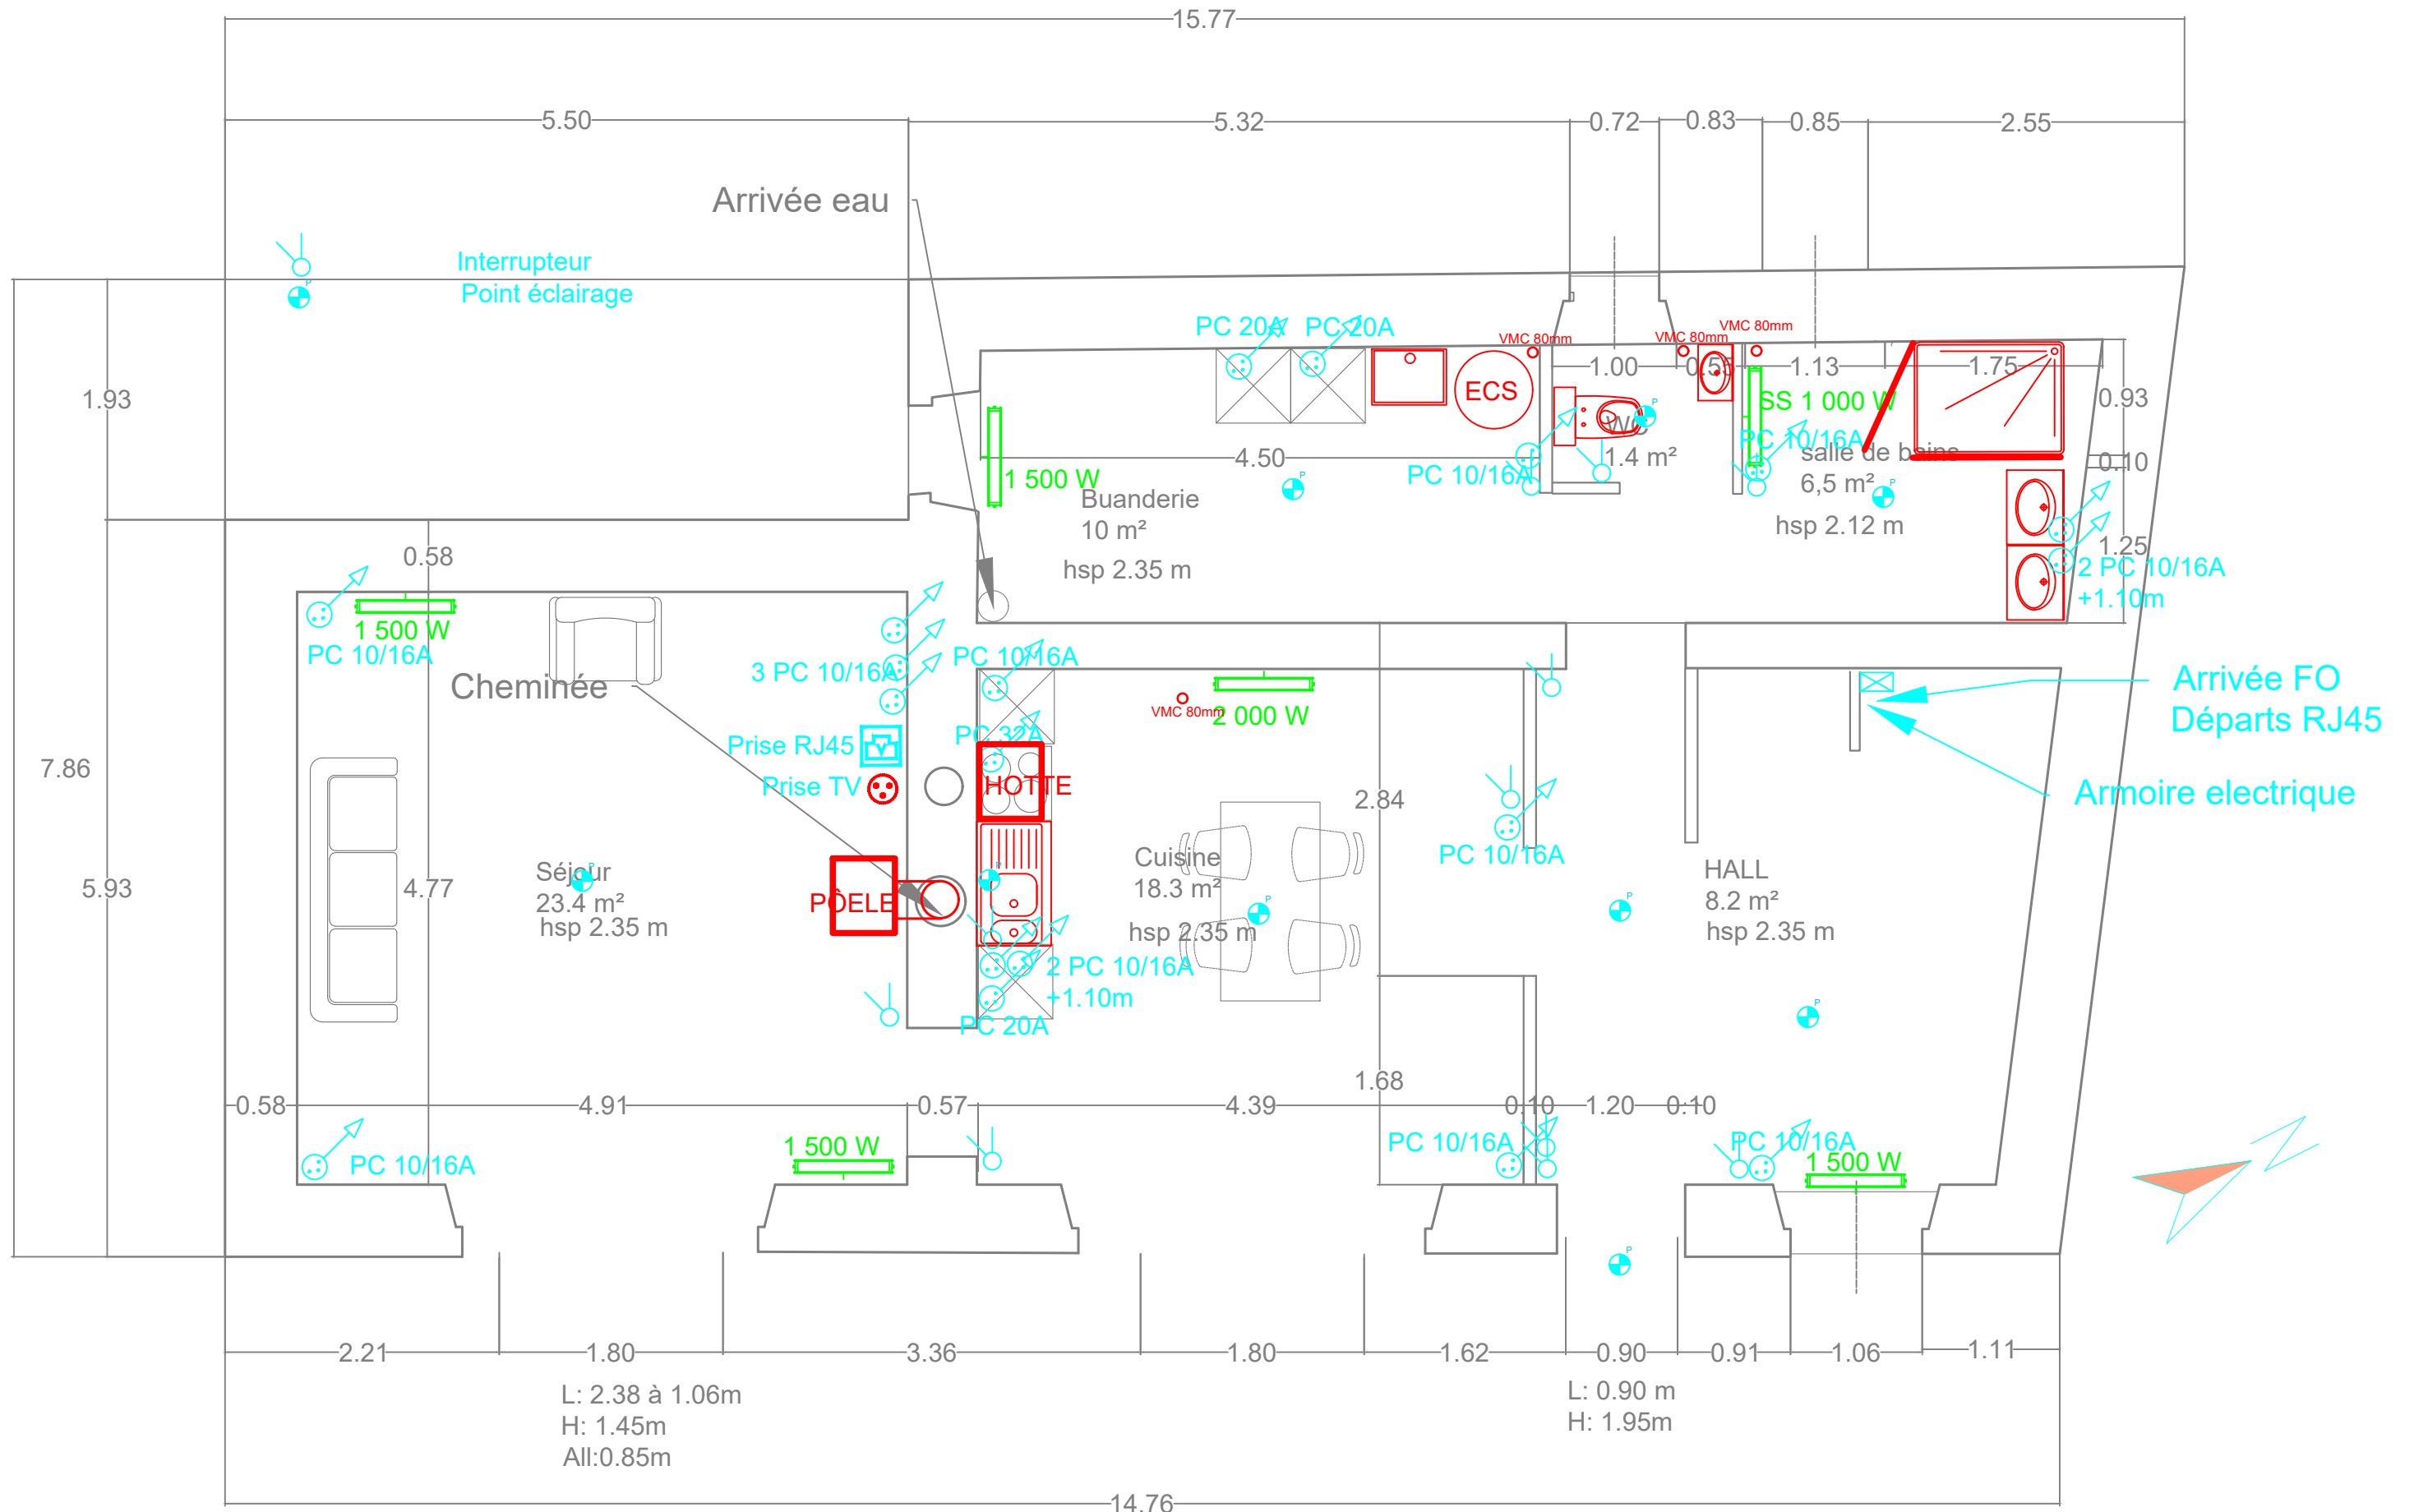 15.77
5.50
5.32
0.72
0.83
0.85
2.55
Arrivée eau
Interrupteur
Point éclairage
P
PC 20A
PC 20A
VMC 80mm
VMC 80mm
VMC 80mm
1.00
0.55
1.13
1.75
1.93
ECS
SS 1 000 W
0.93
WC
1.4 m²
P
PC 10/16A
salle de bains
6,5 m²
hsp 2.12 m
P
0.10
4.50
PC 10/16A
1 500 W
Buanderie
10 m²
hsp 2.35 m
P
1.25
2 PC 10/16A
+1.10m
0.58
1 500 W
PC 10/16A
Cheminée
3 PC 10/16A
PC 10/16A
VMC 80mm
2 000 W
Arrivée FO
Départs RJ45
Armoire electrique
Prise RJ45
Prise TV
PC 32A
HOTTE
7.86
2.84
PC 10/16A
Séjour
23.4 m²
hsp 2.35 m
P
5.93
4.77
PÔELE
P
Cuisine
18.3 m²
hsp 2.35 m
P
P
HALL
8.2 m²
hsp 2.35 m
P
2 PC 10/16A
+1.10m
PC 20A
1.68
0.58
4.91
0.57
4.39
0.10
1.20
0.10
PC 10/16A
1 500 W
PC 10/16A
PC 10/16A
1 500 W
P
2.21
1.80
3.36
1.80
1.62
0.90
0.91
1.06
1.11
L: 2.38 à 1.06m
H: 1.45m
All:0.85m
L: 0.90 m
H: 1.95m
14.76